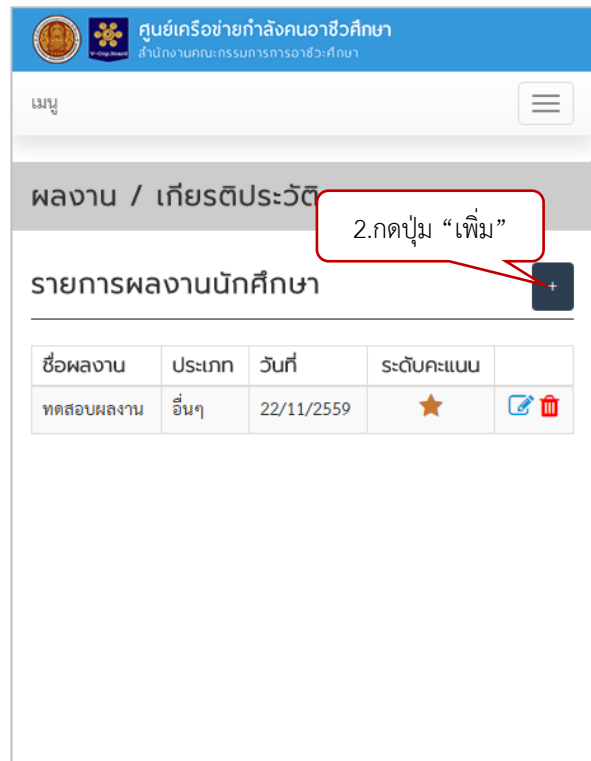 ศูนย์เครือข่ายกำลังคนอาชีวศึกษา
สำนักงานคณะกรรมการการอาชีวะศึกษา
V-Cop.Board
เมนู
ผลงาน / เกียรติประวัติ
2.กดปุ่ม “เพิ่ม”
รายการผลงานนักศึกษา +
ชื่อผลงาน ประเภท วันที่ ระดับคะแนน
ทดสอบผลงาน อื่นๆ 22/11/2559